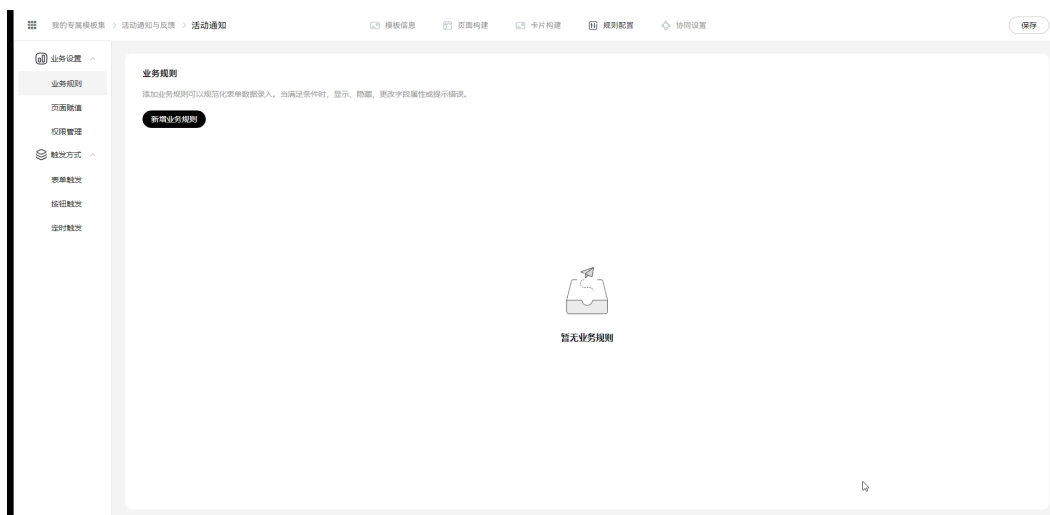 我的专属模板集 > 活动通知与反馈 > 活动通知
模板信息 页面构建 卡片构建 规则配置 协同设置
保存
业务设置
业务规则
页面赋值
权限管理
触发方式
表单触发
按钮触发
定时触发
业务规则
添加业务规则可以规范化表单数据录入。当满足条件时，显示、隐藏、更改字段属性或提示错误。
新增业务规则
暂无业务规则